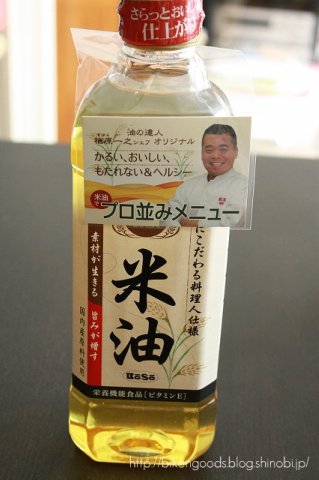 さらっとおいし
仕上がり
油の達人
シェフ オリジナル
かるい、おいしい、
もたれない&ヘルシー
米油
で
プロ並みメニュー
にこだわる料理人仕様
素材が生きる
旨みが増す
国内産原料使用
米油
BOSO
栄養機能食品[ビタミンE]
http://bikengoods.blog.shinobi.jp/